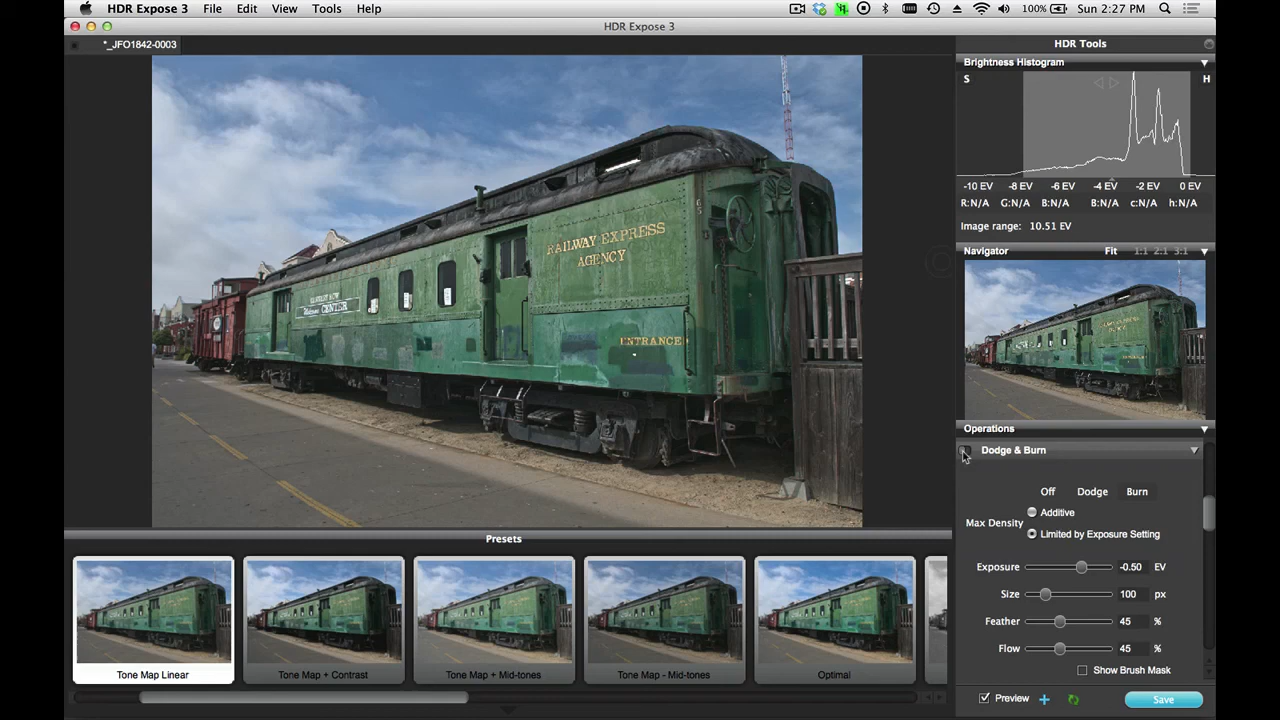 HDR Expose 3 File Edit View Tools Help
100% Sun 2:27 PM
HDR Expose 3
*_JFO1842-0003
HDR Tools
Brightness Histogram
S H
-10 EV -8 EV -6 EV -4 EV -2 EV 0 EV
R:N/A G:N/A B:N/A B:N/A c:N/A h:N/A
Image range: 10.51 EV
Navigator Fit 1:1 2:1 3:1
RAILWAY EXPRESS
AGENCY
CENTER
ENTRANCE
65
Operations
Dodge & Burn
Off Dodge Burn
Max Density
Additive
Limited by Exposure Setting
Exposure -0.50 EV
Size 100 px
Feather 45 %
Flow 45 %
Show Brush Mask
Preview Save
Presets
Tone Map Linear
Tone Map + Contrast
Tone Map + Mid-tones
Tone Map - Mid-tones
Optimal